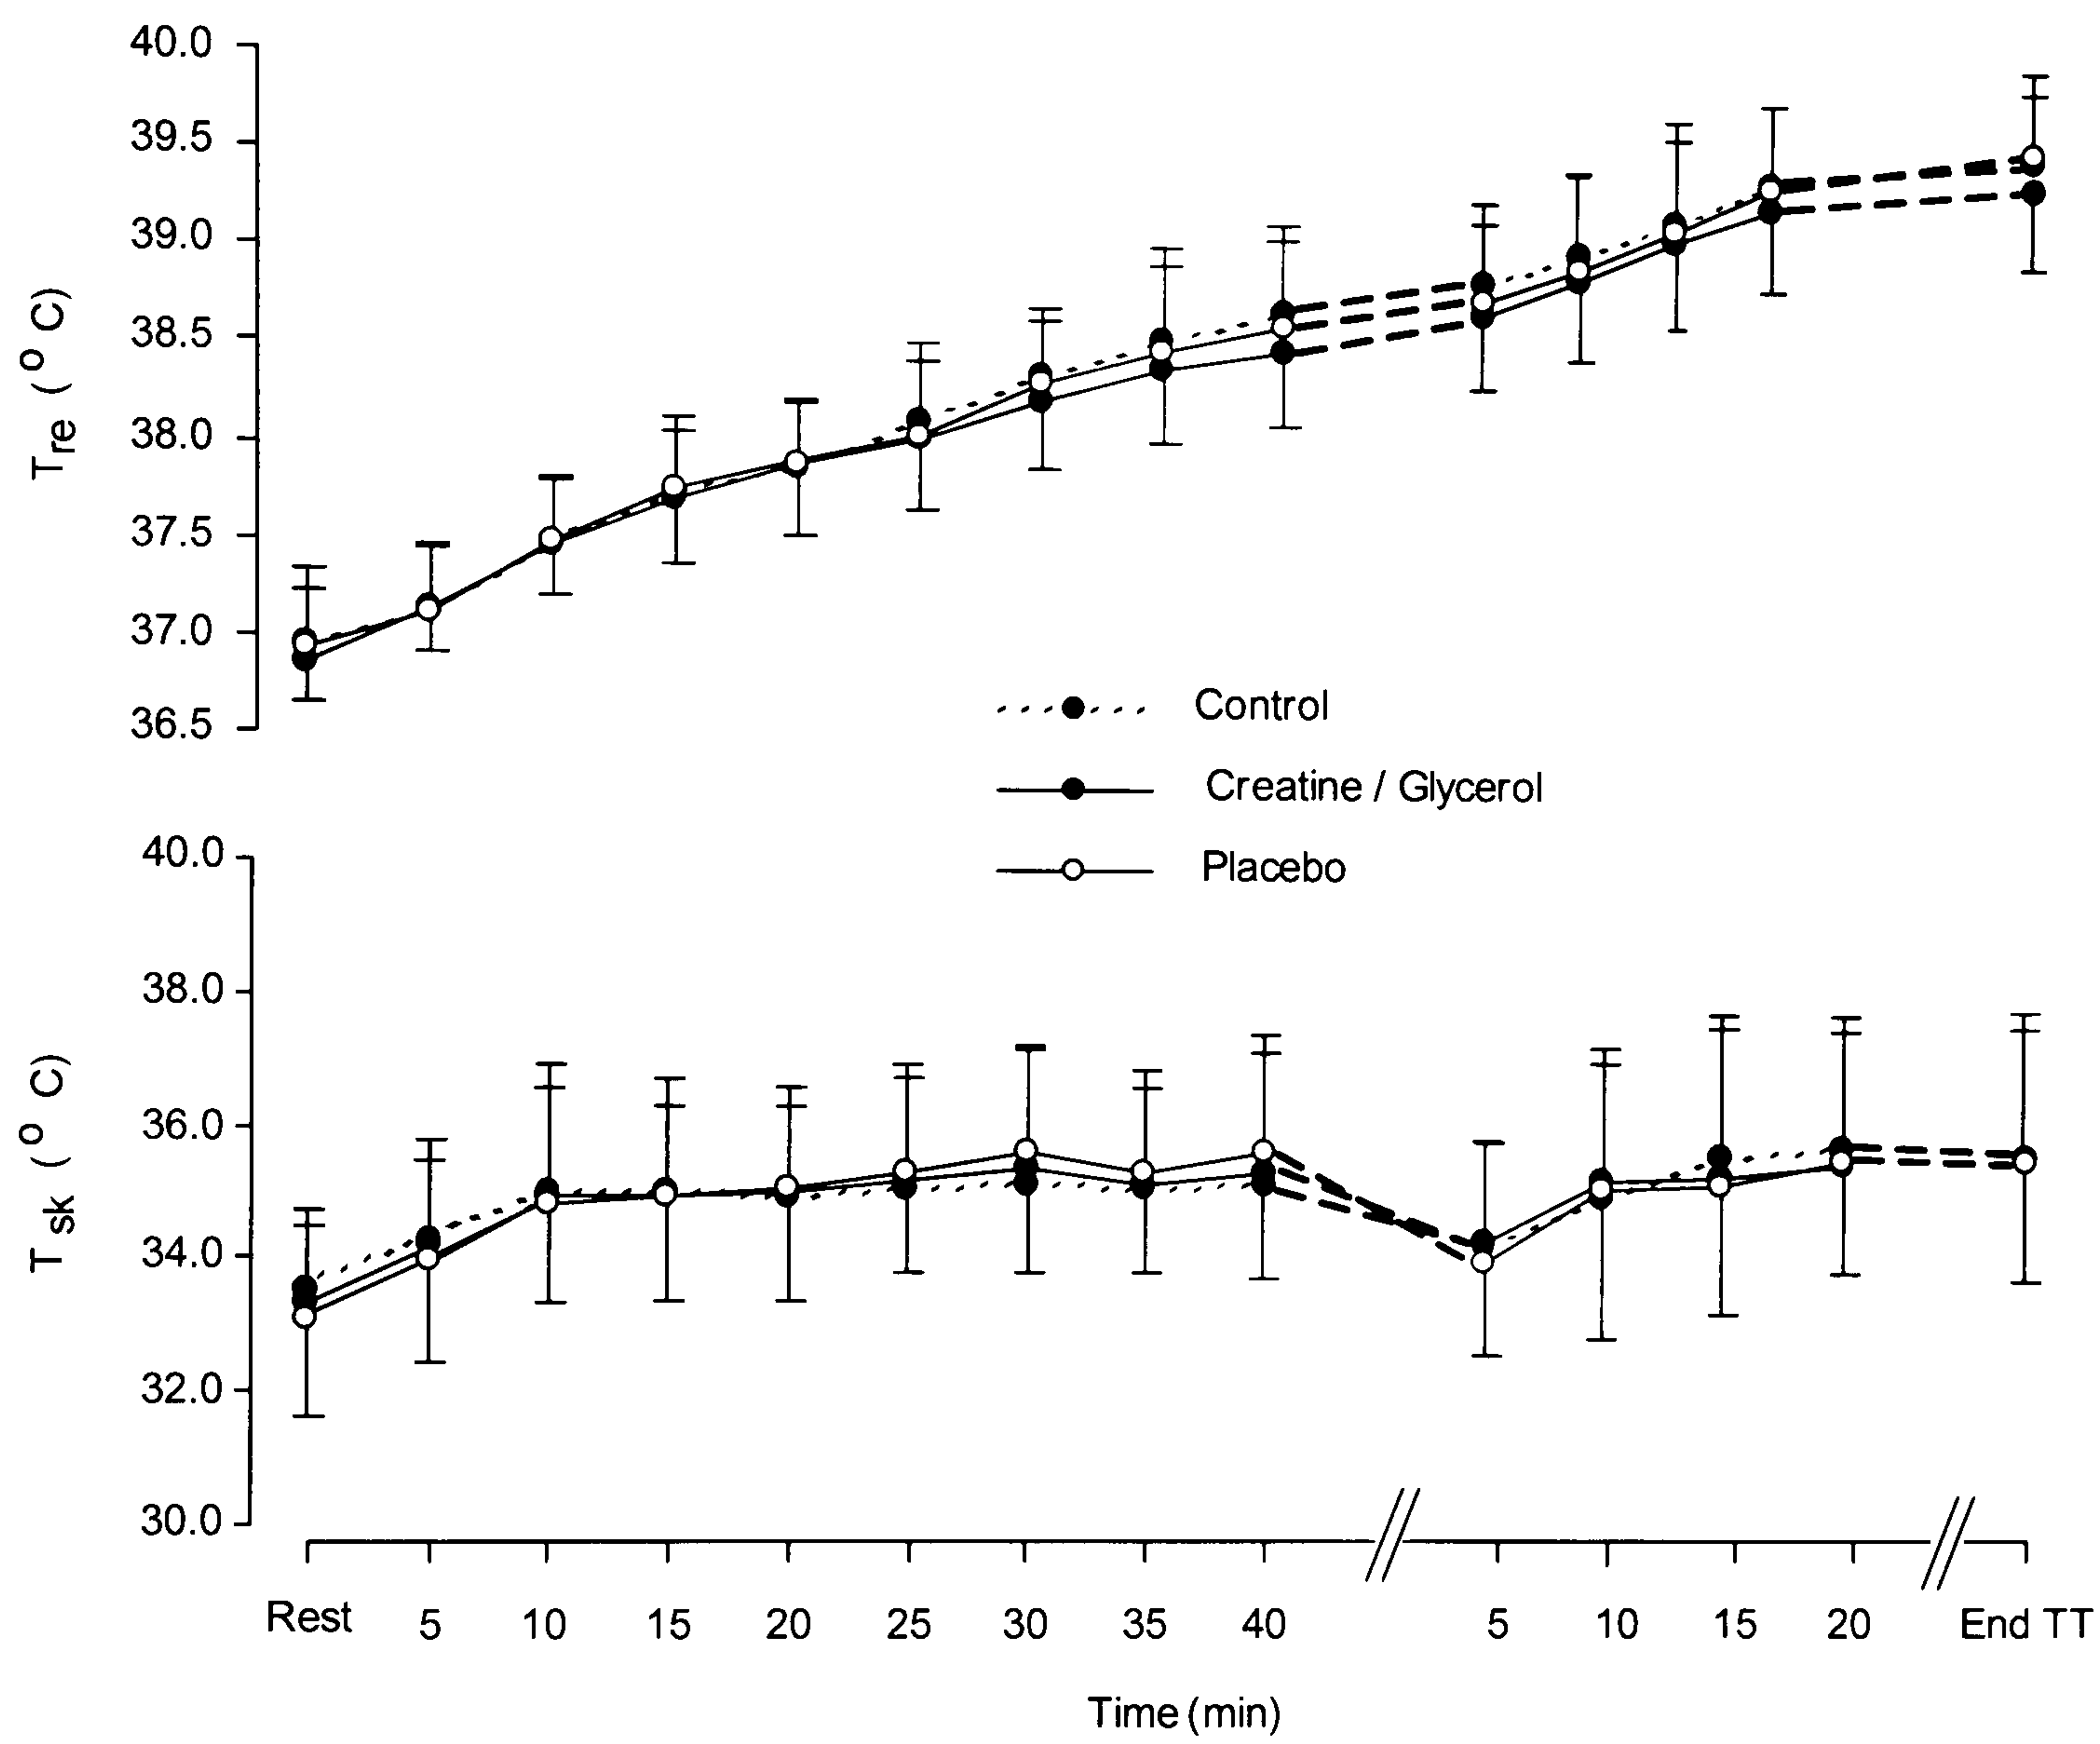 40.0
39.5
39.0
38.5
38.0
37.5
37.0
36.5
Tre (o C)
Control
Creatine / Glycerol
Placebo
40.0
38.0
36.0
34.0
32.0
30.0
Tsk (o C)
Rest 5 10 15 20 25 30 35 40 5 10 15 20 End TT
Time (min)